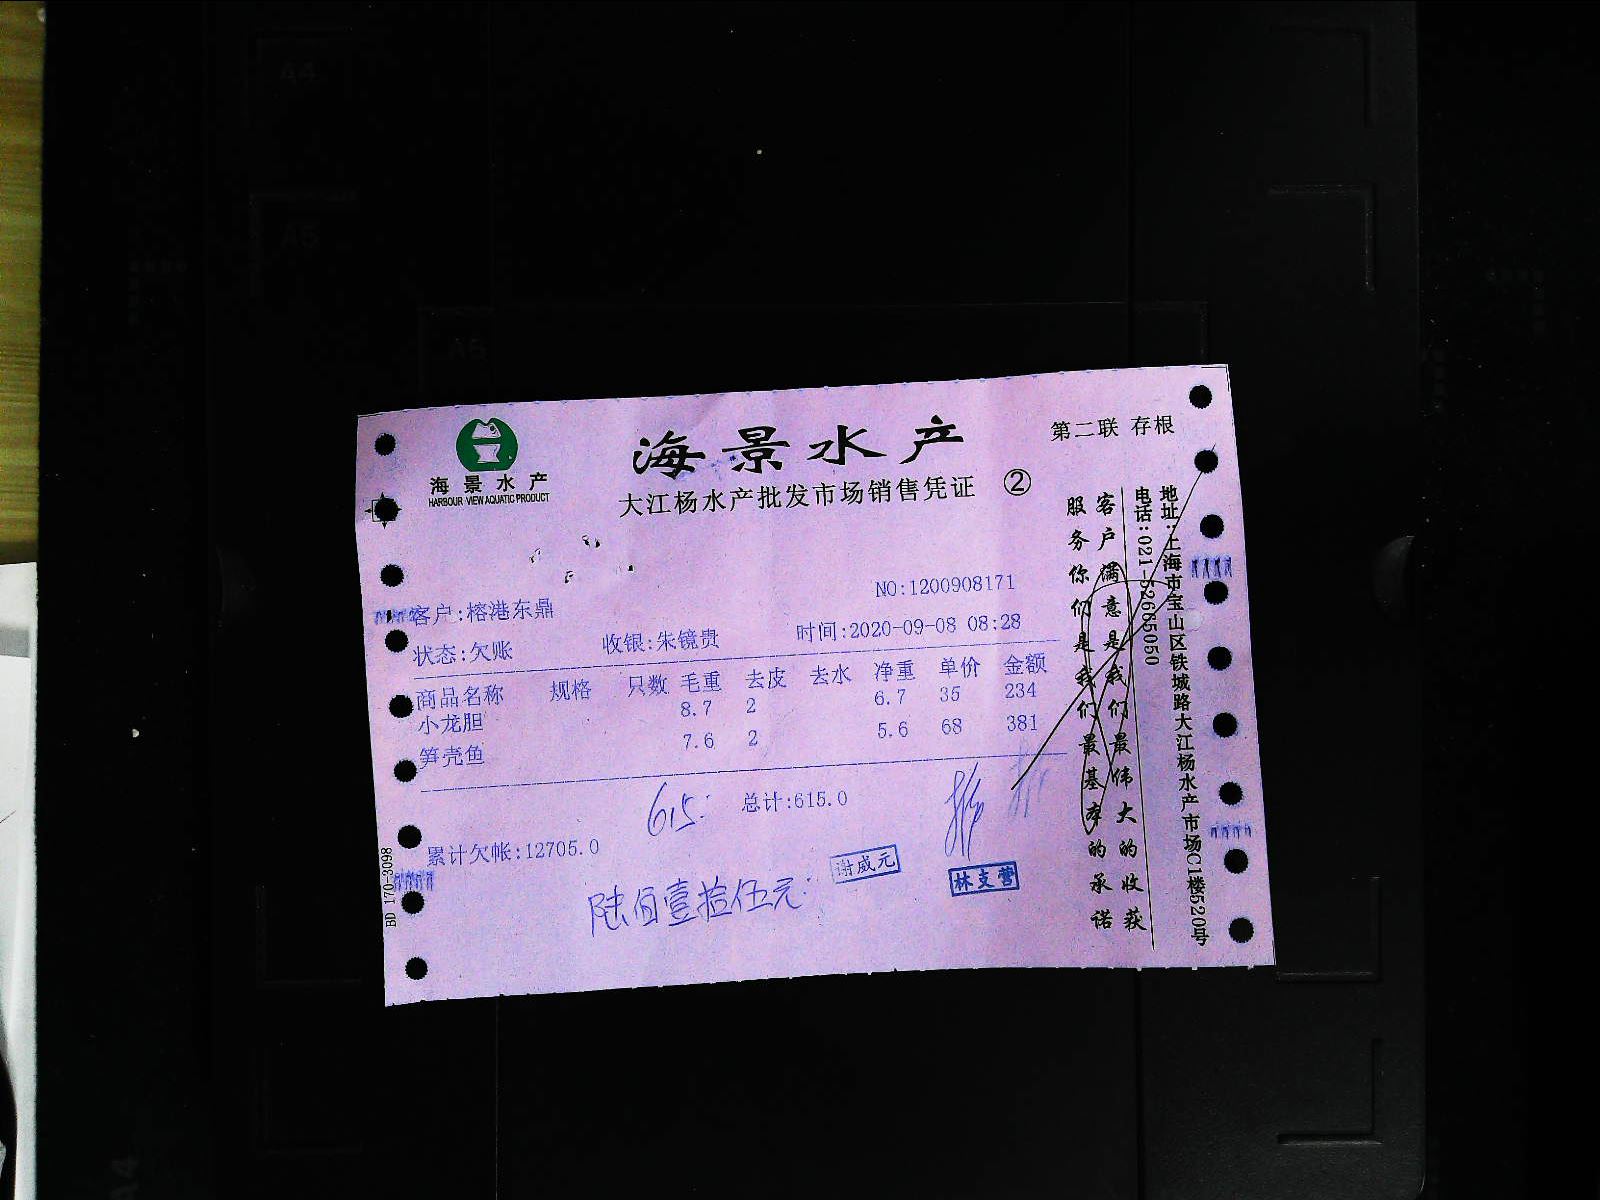 海景水产
HARBOUR VIEW AQUATIC PRODUCT
海景水产
大江杨水产批发市场销售凭证 ②
第二联 存根
NO:1200908171
客户:榕港东鼎
状态:欠账 收银:朱镜贵 时间:2020-09-08 08:28
商品名称 规格 只数 毛重 去皮 去水 净重 单价 金额
小龙胆 8.7 2 6.7 35 234
笋壳鱼 7.6 2 5.6 68 381
615. 总计:615.0
累计欠帐:12705.0
陆佰壹拾伍元
谢威元
林支营
客户满意是我们最伟大的收获
服务你们是我们最基本的承诺
地址:上海市宝山区铁城路大江杨水产市场C1楼520号
电话:021-52665050
BD 170-3098
A4
A5
A6